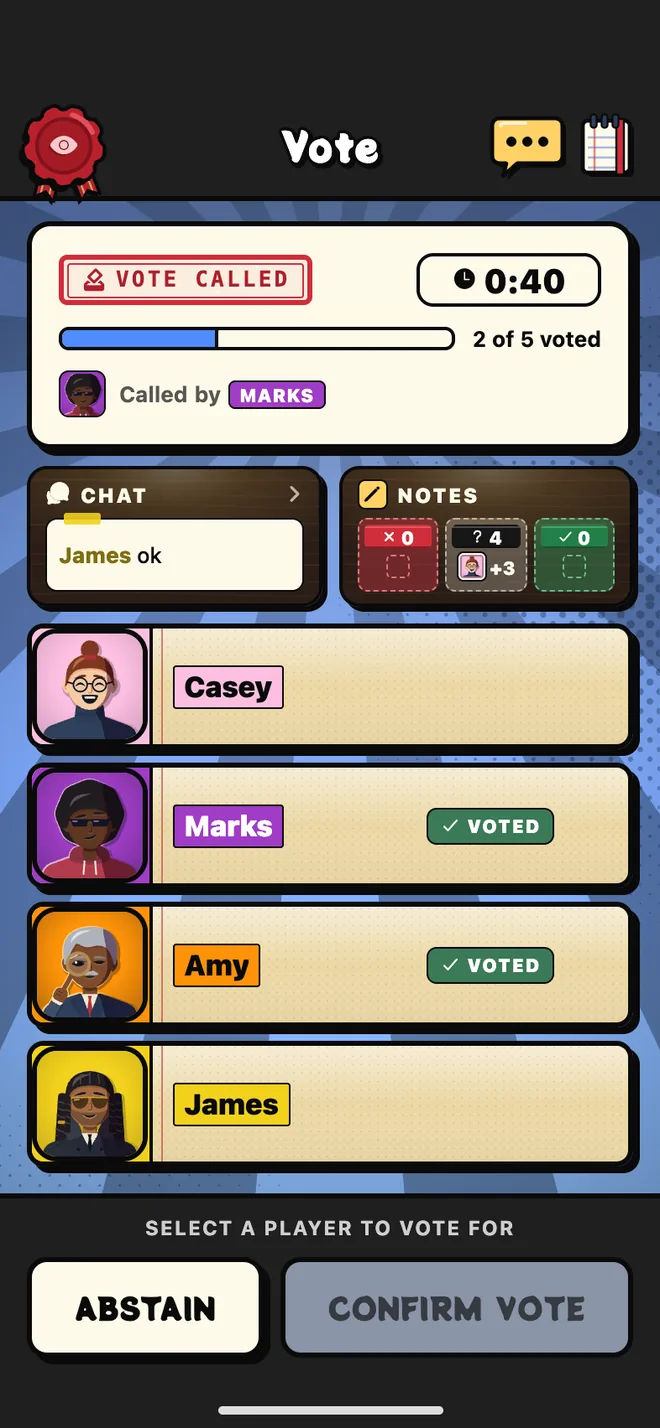 Vote
VOTE CALLED
0:40
2 of 5 voted
Called by MARKS
CHAT
James ok
NOTES
0
? 4
0
+3
Casey
Marks
VOTED
Amy
VOTED
James
SELECT A PLAYER TO VOTE FOR
ABSTAIN
CONFIRM VOTE